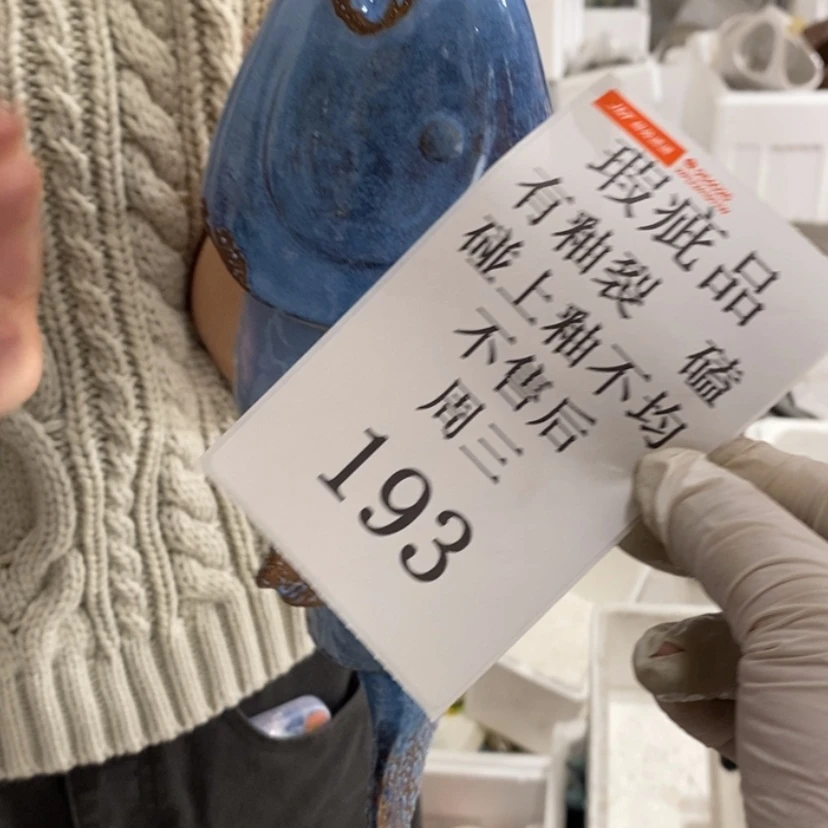 瑕疵品
有釉裂 磕
碰上釉不均
不售后
周三
193